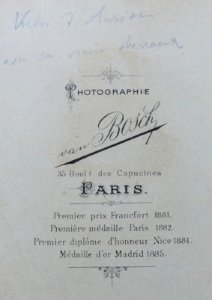 PHOTOGRAPHIE
van Bosch
35 Boulđ des Capucines
PARIS.
Premier prix Francfort 1881.
Première médaille Paris 1882.
Premier diplôme d'honneur Nice 1884.
Médaille d'or Madrid 1885.